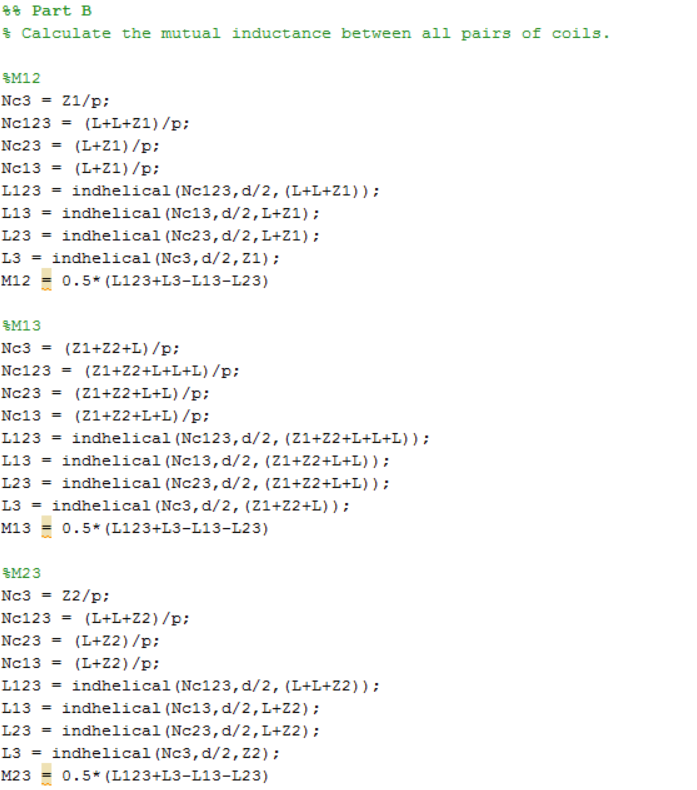 %% Part B
% Calculate the mutual inductance between all pairs of coils.
%M12
Nc3 = Z1/p;
Nc123 = (L+L+Z1)/p;
Nc23 = (L+Z1)/p;
Nc13 = (L+Z1)/p;
L123 = indhelical(Nc123,d/2,(L+L+Z1));
L13 = indhelical(Nc13,d/2,L+Z1);
L23 = indhelical(Nc23,d/2,L+Z1);
L3 = indhelical(Nc3,d/2,Z1);
M12 = 0.5*(L123+L3-L13-L23)
%M13
Nc3 = (Z1+Z2+L)/p;
Nc123 = (Z1+Z2+L+L+L)/p;
Nc23 = (Z1+Z2+L+L)/p;
Nc13 = (Z1+Z2+L+L)/p;
L123 = indhelical(Nc123,d/2,(Z1+Z2+L+L+L));
L13 = indhelical(Nc13,d/2,(Z1+Z2+L+L));
L23 = indhelical(Nc23,d/2,(Z1+Z2+L+L));
L3 = indhelical(Nc3,d/2,(Z1+Z2+L));
M13 = 0.5*(L123+L3-L13-L23)
%M23
Nc3 = Z2/p;
Nc123 = (L+L+Z2)/p;
Nc23 = (L+Z2)/p;
Nc13 = (L+Z2)/p;
L123 = indhelical(Nc123,d/2,(L+L+Z2));
L13 = indhelical(Nc13,d/2,L+Z2);
L23 = indhelical(Nc23,d/2,L+Z2);
L3 = indhelical(Nc3,d/2,Z2);
M23 = 0.5*(L123+L3-L13-L23)